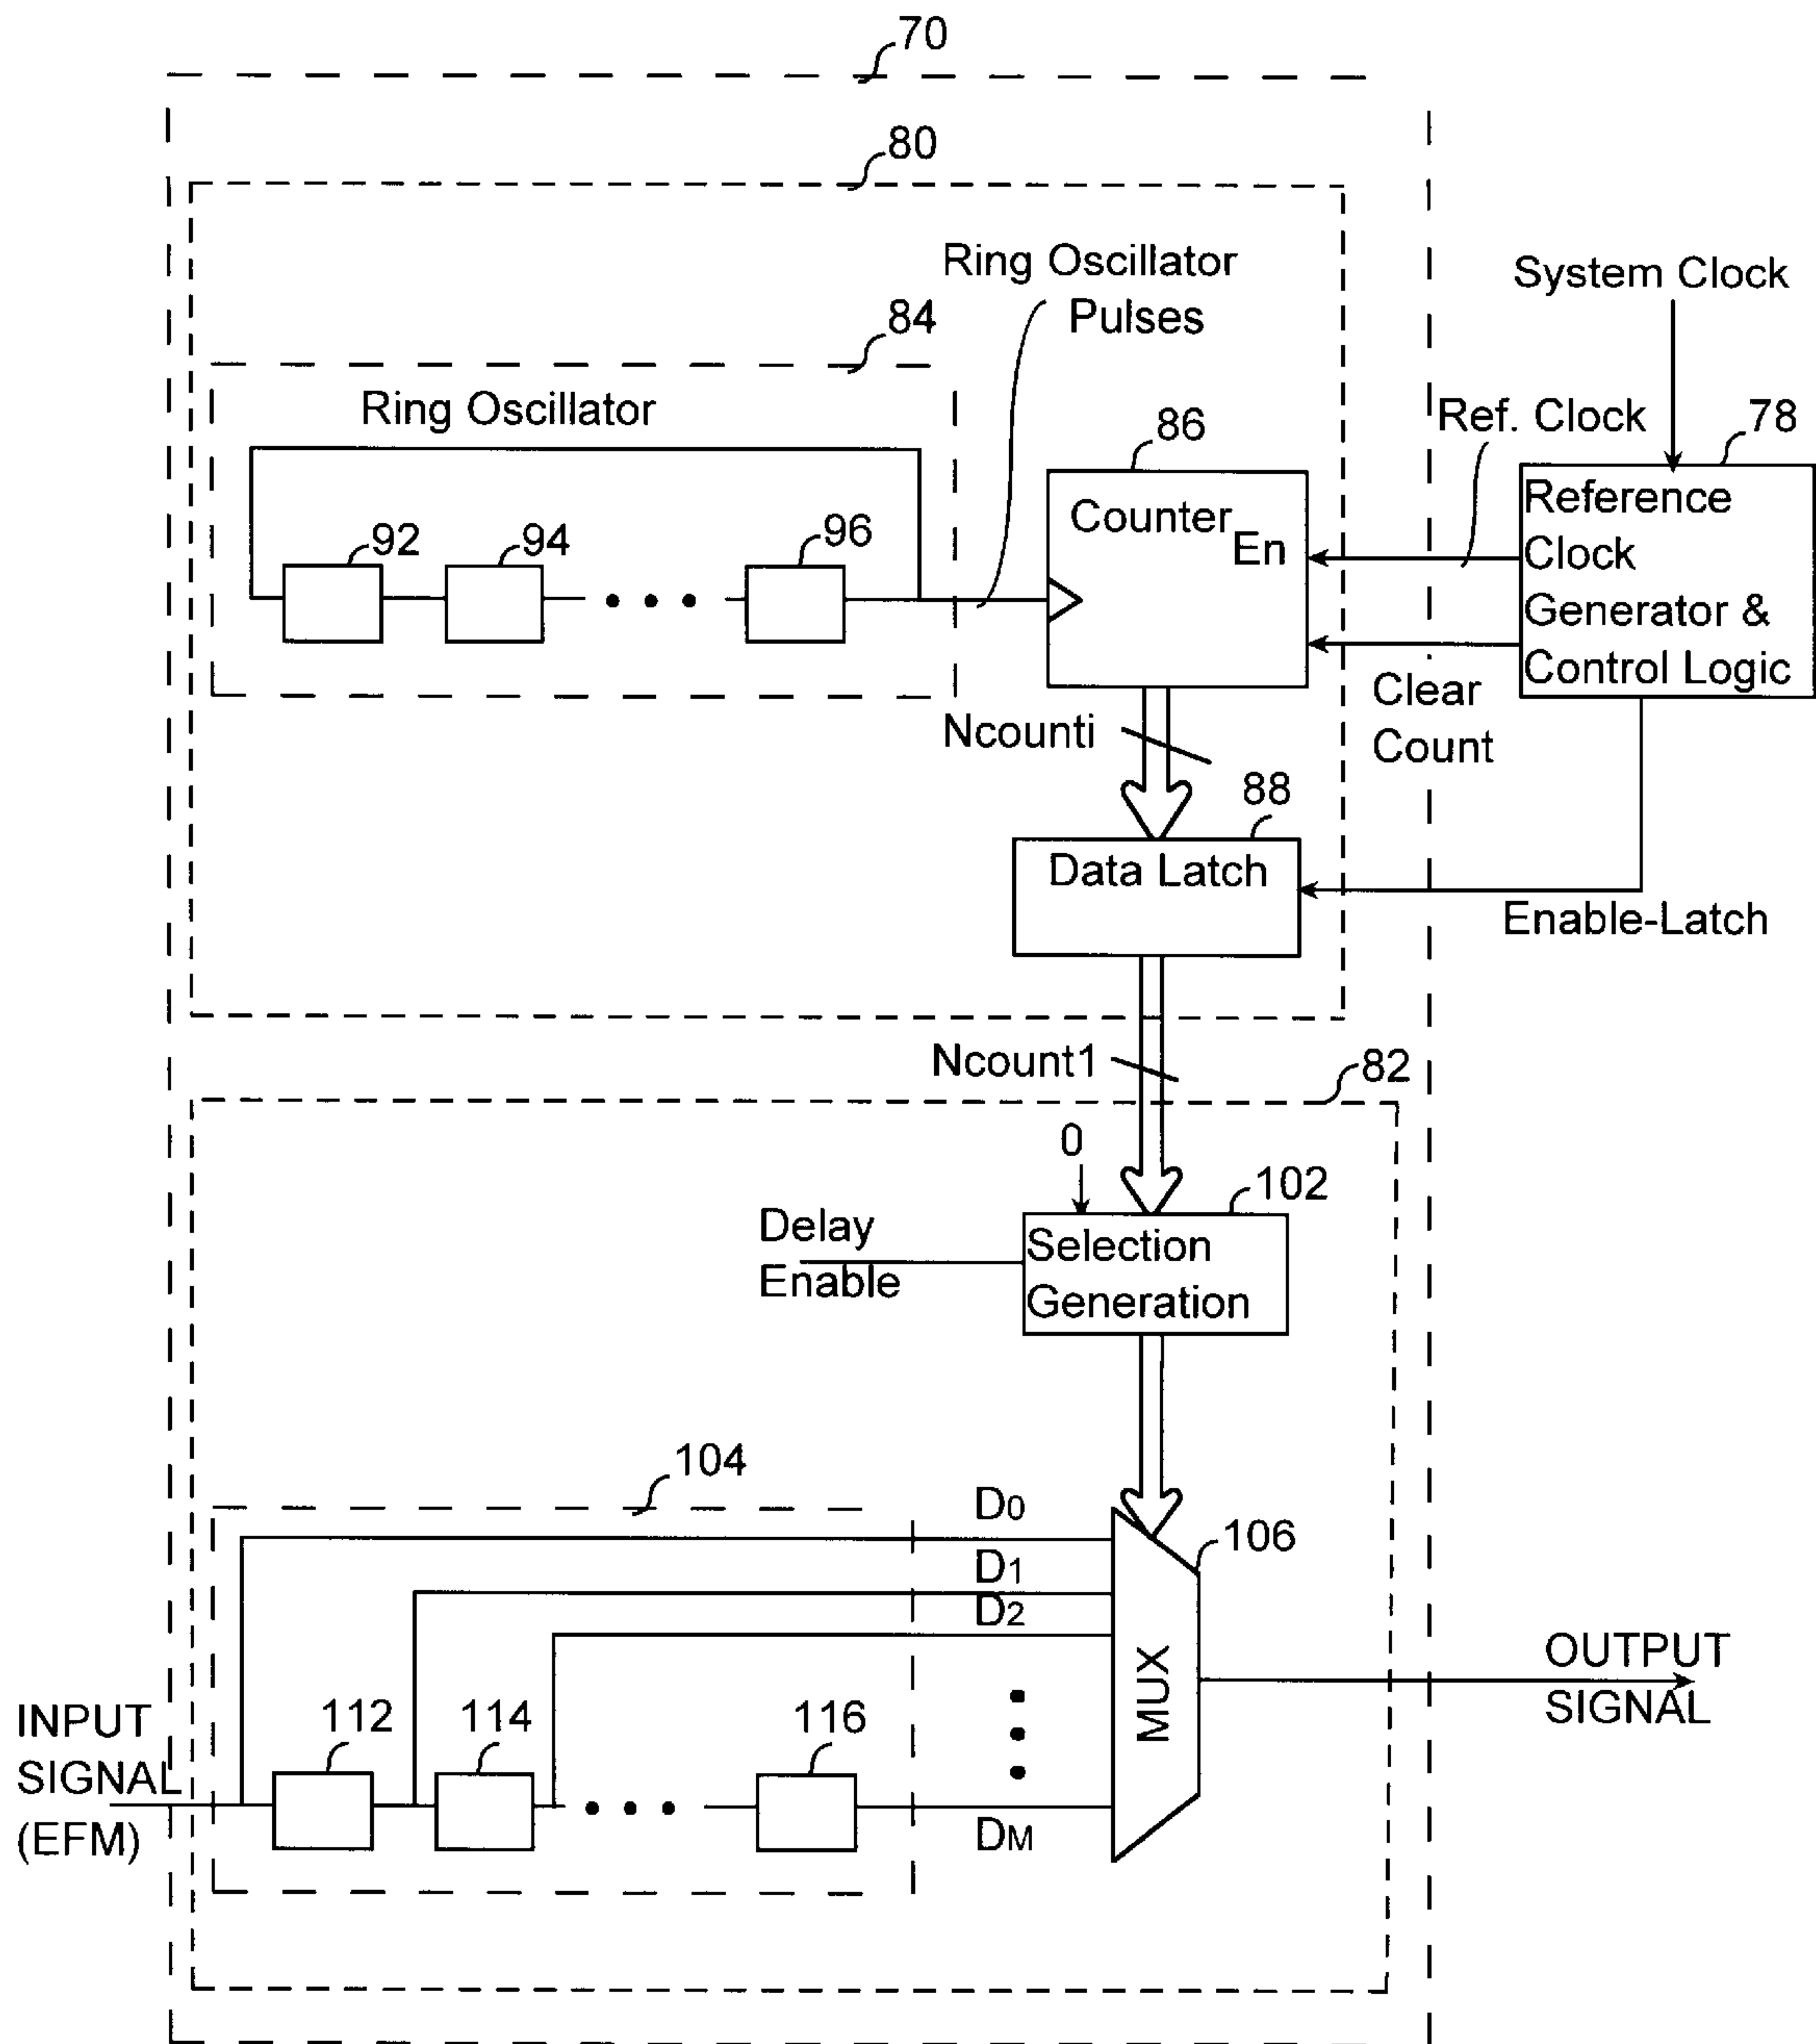 70
80
Ring Oscillator
Pulses
System Clock
84
Ring Oscillator
86
Ref. Clock
78
Counter
En
Reference
Clock
Generator &
Control Logic
92
94
96
Clear
Count
Ncounti
88
Data Latch
Enable-Latch
Ncount1
82
0
102
Delay
Enable
Selection
Generation
104
D0
D1
D2
106
MUX
OUTPUT
SIGNAL
INPUT
SIGNAL
(EFM)
112
114
116
DM